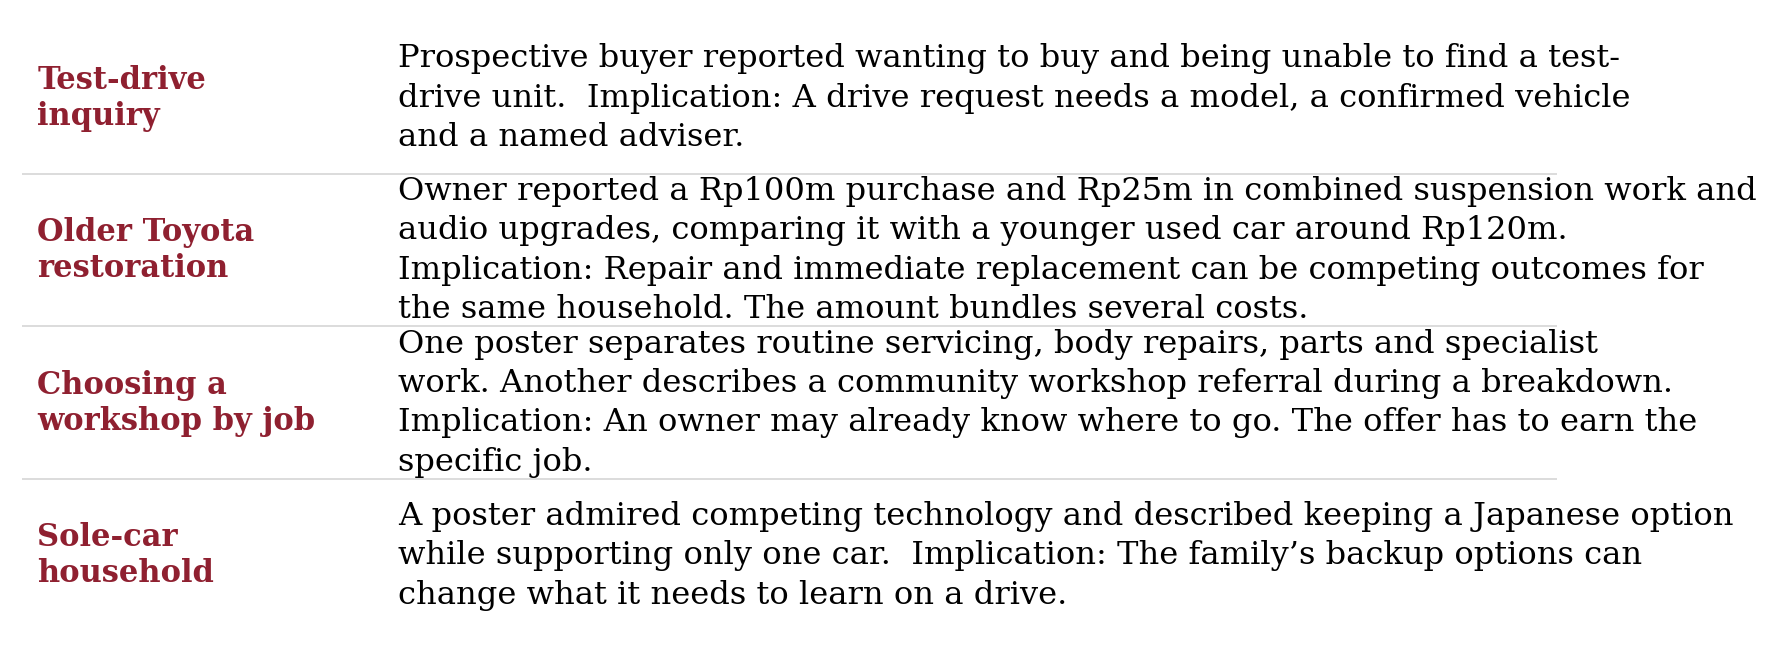 Test-drive
inquiry
Prospective buyer reported wanting to buy and being unable to find a test-
drive unit.  Implication: A drive request needs a model, a confirmed vehicle
and a named adviser.
Older Toyota
restoration
Owner reported a Rp100m purchase and Rp25m in combined suspension work and
audio upgrades, comparing it with a younger used car around Rp120m.
Implication: Repair and immediate replacement can be competing outcomes for
the same household. The amount bundles several costs.
Choosing a
workshop by job
One poster separates routine servicing, body repairs, parts and specialist
work. Another describes a community workshop referral during a breakdown.
Implication: An owner may already know where to go. The offer has to earn the
specific job.
Sole-car
household
A poster admired competing technology and described keeping a Japanese option
while supporting only one car.  Implication: The family’s backup options can
change what it needs to learn on a drive.